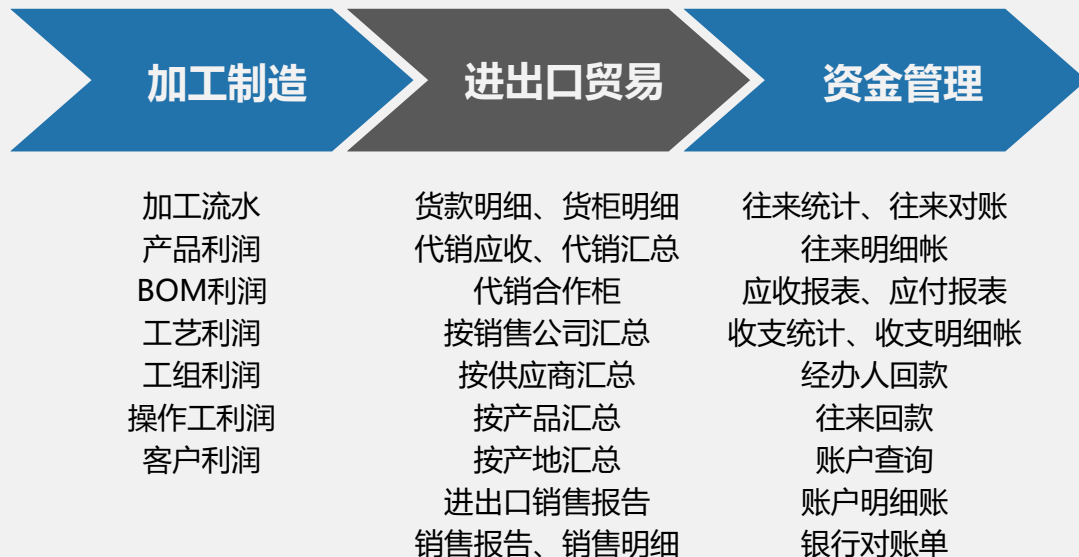 加工制造
进出口贸易
资金管理
加工流水
产品利润
BOM利润
工艺利润
工组利润
操作工利润
客户利润
货款明细、货柜明细
代销应收、代销汇总
代销合作柜
按销售公司汇总
按供应商汇总
按产品汇总
按产地汇总
进出口销售报告
销售报告、销售明细
往来统计、往来对账
往来明细帐
应收报表、应付报表
收支统计、收支明细帐
经办人回款
往来回款
账户查询
账户明细账
银行对账单